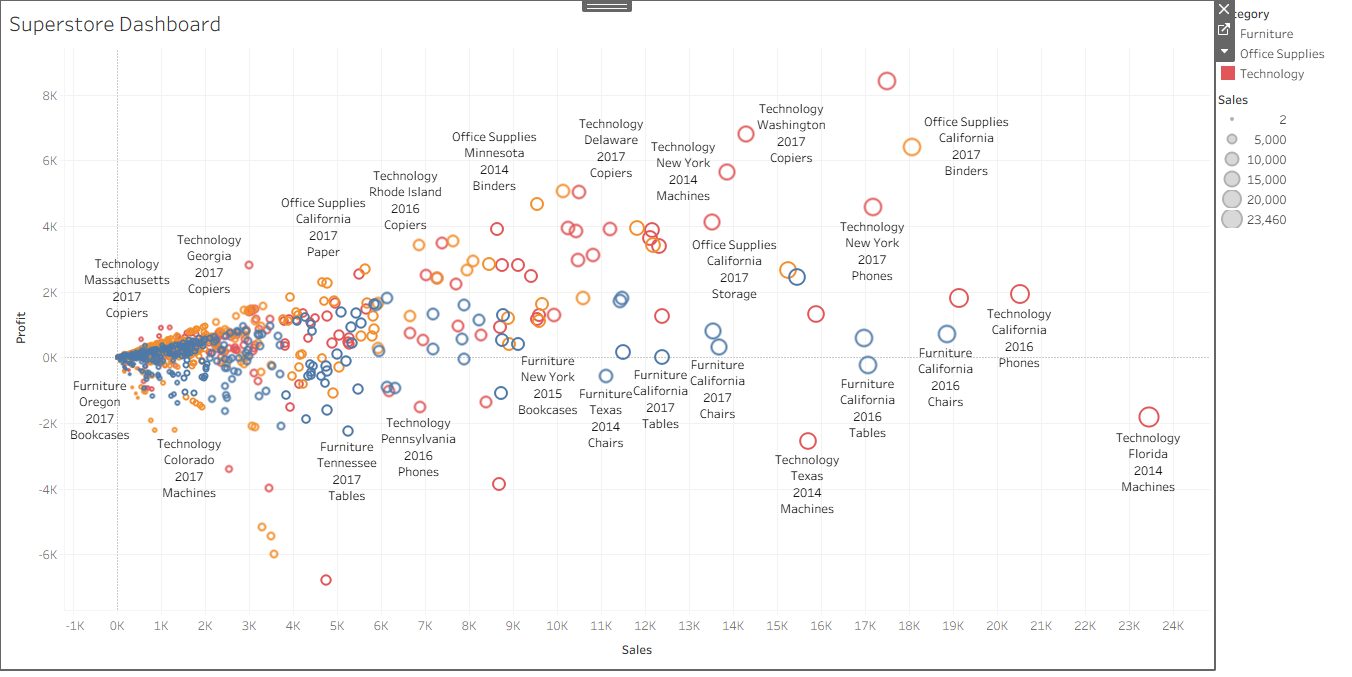 Superstore Dashboard
tegory
Furniture
Office Supplies
Technology
Sales
2
5,000
10,000
15,000
20,000
23,460
Profit
8K
6K
4K
2K
0K
-2K
-4K
-6K
Technology
Washington
2017
Copiers
Office Supplies
California
2017
Binders
Technology
Delaware
2017
Copiers
Office Supplies
Minnesota
2014
Binders
Technology
New York
2014
Machines
Technology
Rhode Island
2016
Copiers
Office Supplies
California
2017
Paper
Technology
New York
2017
Phones
Technology
Georgia
2017
Copiers
Office Supplies
California
2017
Storage
Technology
Massachusetts
2017
Copiers
Technology
California
2016
Phones
Furniture
California
2016
Chairs
Furniture
New York
2015
Bookcases
Furniture
California
2017
Chairs
Furniture
California
2017
Tables
Furniture
California
2016
Tables
Furniture
Oregon
2017
Bookcases
Furniture
Texas
2014
Chairs
Technology
Pennsylvania
2016
Phones
Technology
Florida
2014
Machines
Technology
Colorado
2017
Machines
Furniture
Tennessee
2017
Tables
Technology
Texas
2014
Machines
-1K 0K 1K 2K 3K 4K 5K 6K 7K 8K 9K 10K 11K 12K 13K 14K 15K 16K 17K 18K 19K 20K 21K 22K 23K 24K
Sales